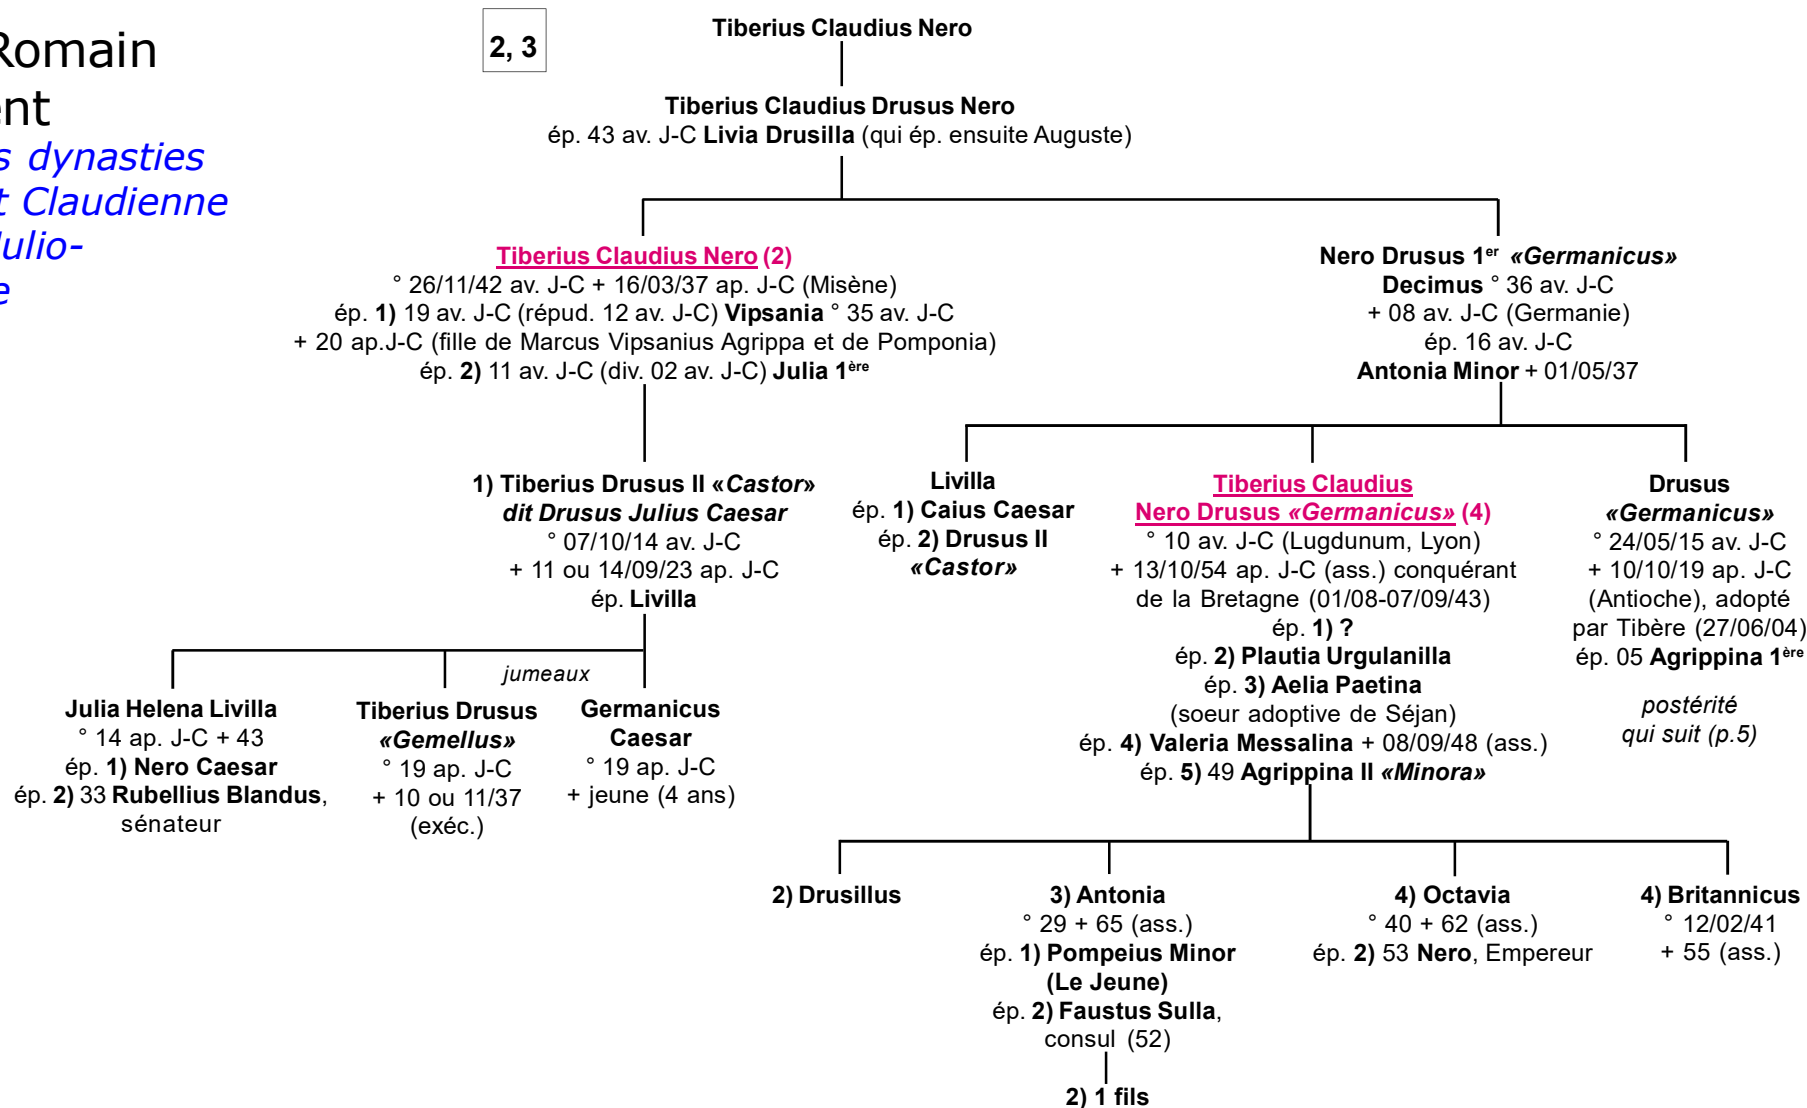 Romain
ent
s dynasties
t Claudienne
Julio-
e
2, 3
Tiberius Claudius Nero
Tiberius Claudius Drusus Nero
ép. 43 av. J-C Livia Drusilla (qui ép. ensuite Auguste)
Tiberius Claudius Nero (2)
° 26/11/42 av. J-C + 16/03/37 ap. J-C (Misène)
ép. 1) 19 av. J-C (répud. 12 av. J-C) Vipsania ° 35 av. J-C
+ 20 ap.J-C (fille de Marcus Vipsanius Agrippa et de Pomponia)
ép. 2) 11 av. J-C (div. 02 av. J-C) Julia 1ère
Nero Drusus 1er «Germanicus»
Decimus ° 36 av. J-C
+ 08 av. J-C (Germanie)
ép. 16 av. J-C
Antonia Minor + 01/05/37
1) Tiberius Drusus II «Castor»
dit Drusus Julius Caesar
° 07/10/14 av. J-C
+ 11 ou 14/09/23 ap. J-C
ép. Livilla
Livilla
ép. 1) Caius Caesar
ép. 2) Drusus II
«Castor»
Tiberius Claudius
Nero Drusus «Germanicus» (4)
° 10 av. J-C (Lugdunum, Lyon)
+ 13/10/54 ap. J-C (ass.) conquérant
de la Bretagne (01/08-07/09/43)
ép. 1) ?
ép. 2) Plautia Urgulanilla
ép. 3) Aelia Paetina
(soeur adoptive de Séjan)
ép. 4) Valeria Messalina + 08/09/48 (ass.)
ép. 5) 49 Agrippina II «Minora»
Drusus
«Germanicus»
° 24/05/15 av. J-C
+ 10/10/19 ap. J-C
(Antioche), adopté
par Tibère (27/06/04)
ép. 05 Agrippina 1ère
postérité
qui suit (p.5)
jumeaux
Julia Helena Livilla
° 14 ap. J-C + 43
ép. 1) Nero Caesar
ép. 2) 33 Rubellius Blandus,
sénateur
Tiberius Drusus
«Gemellus»
° 19 ap. J-C
+ 10 ou 11/37
(exéc.)
Germanicus
Caesar
° 19 ap. J-C
+ jeune (4 ans)
2) Drusillus
3) Antonia
° 29 + 65 (ass.)
ép. 1) Pompeius Minor
(Le Jeune)
ép. 2) Faustus Sulla,
consul (52)
2) 1 fils
4) Octavia
° 40 + 62 (ass.)
ép. 2) 53 Nero, Empereur
4) Britannicus
° 12/02/41
+ 55 (ass.)